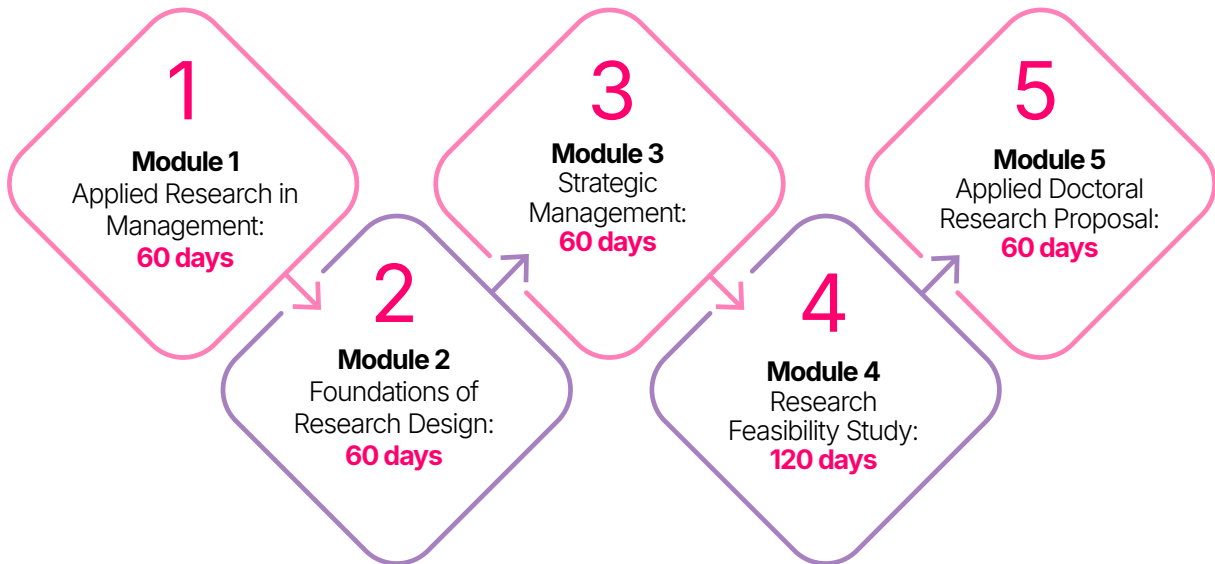 1
Module 1
Applied Research in
Management:
60 days
2
Module 2
Foundations of
Research Design:
60 days
3
Module 3
Strategic
Management:
60 days
4
Module 4
Research
Feasibility Study:
120 days
5
Module 5
Applied Doctoral
Research Proposal:
60 days